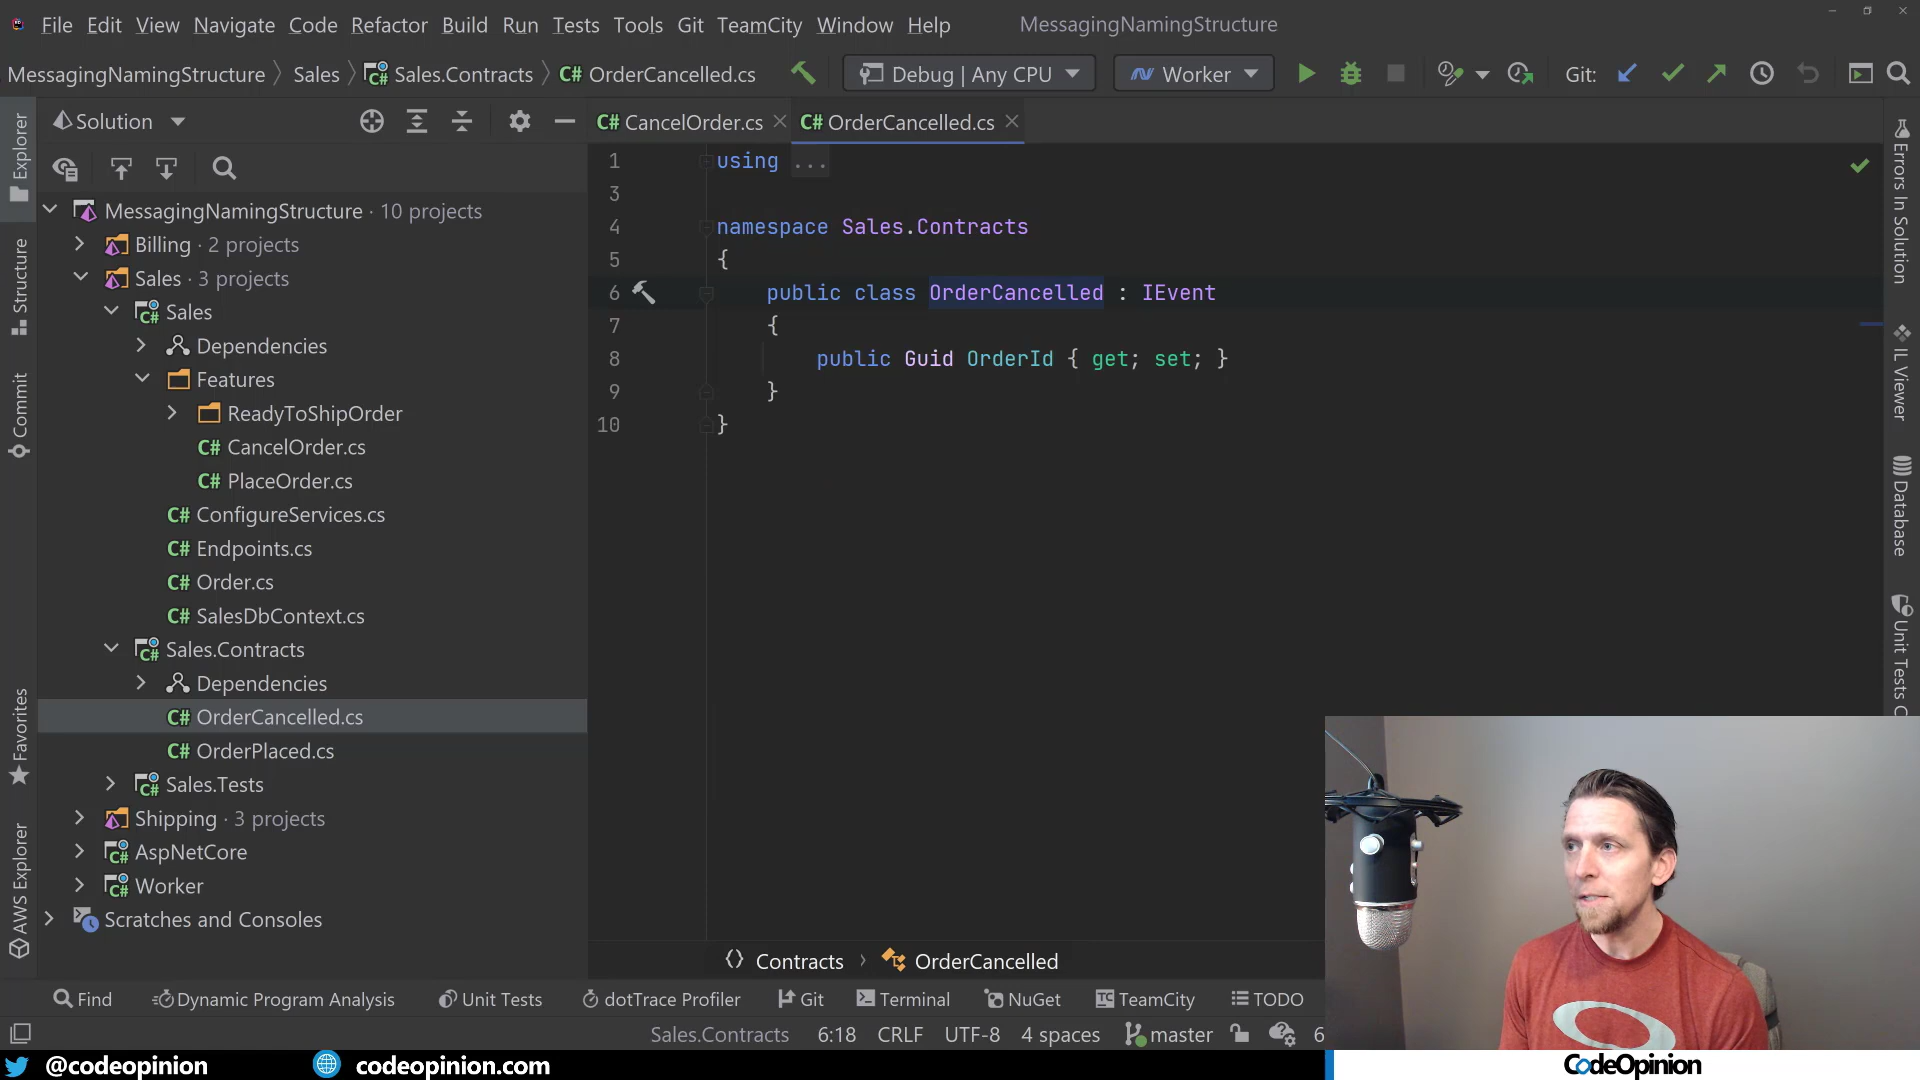 File Edit View Navigate Code Refactor Build Run Tests Tools Git TeamCity Window Help MessagingNamingStructure
MessagingNamingStructure Sales Sales.Contracts C# OrderCancelled.cs Debug | Any CPU Worker Git:
Solution
C# CancelOrder.cs C# OrderCancelled.cs
Explorer
Structure
Commit
Favorites
AWS Explorer
MessagingNamingStructure · 10 projects
Billing · 2 projects
Sales · 3 projects
C# Sales
Dependencies
Features
ReadyToShipOrder
C# CancelOrder.cs
C# PlaceOrder.cs
C# ConfigureServices.cs
C# Endpoints.cs
C# Order.cs
C# SalesDbContext.cs
C# Sales.Contracts
Dependencies
C# OrderCancelled.cs
C# OrderPlaced.cs
C# Sales.Tests
Shipping · 3 projects
C# AspNetCore
C# Worker
Scratches and Consoles
1 using ...
3
4 namespace Sales.Contracts
5 {
6 public class OrderCancelled : IEvent
7 {
8 public Guid OrderId { get; set; }
9 }
10 }
Errors In Solution
IL Viewer
Database
Unit Tests C
Contracts OrderCancelled
Find Dynamic Program Analysis Unit Tests dotTrace Profiler Git Terminal NuGet TC TeamCity TODO
Sales.Contracts 6:18 CRLF UTF-8 4 spaces master 6
@codeopinion codeopinion.com CodeOpinion